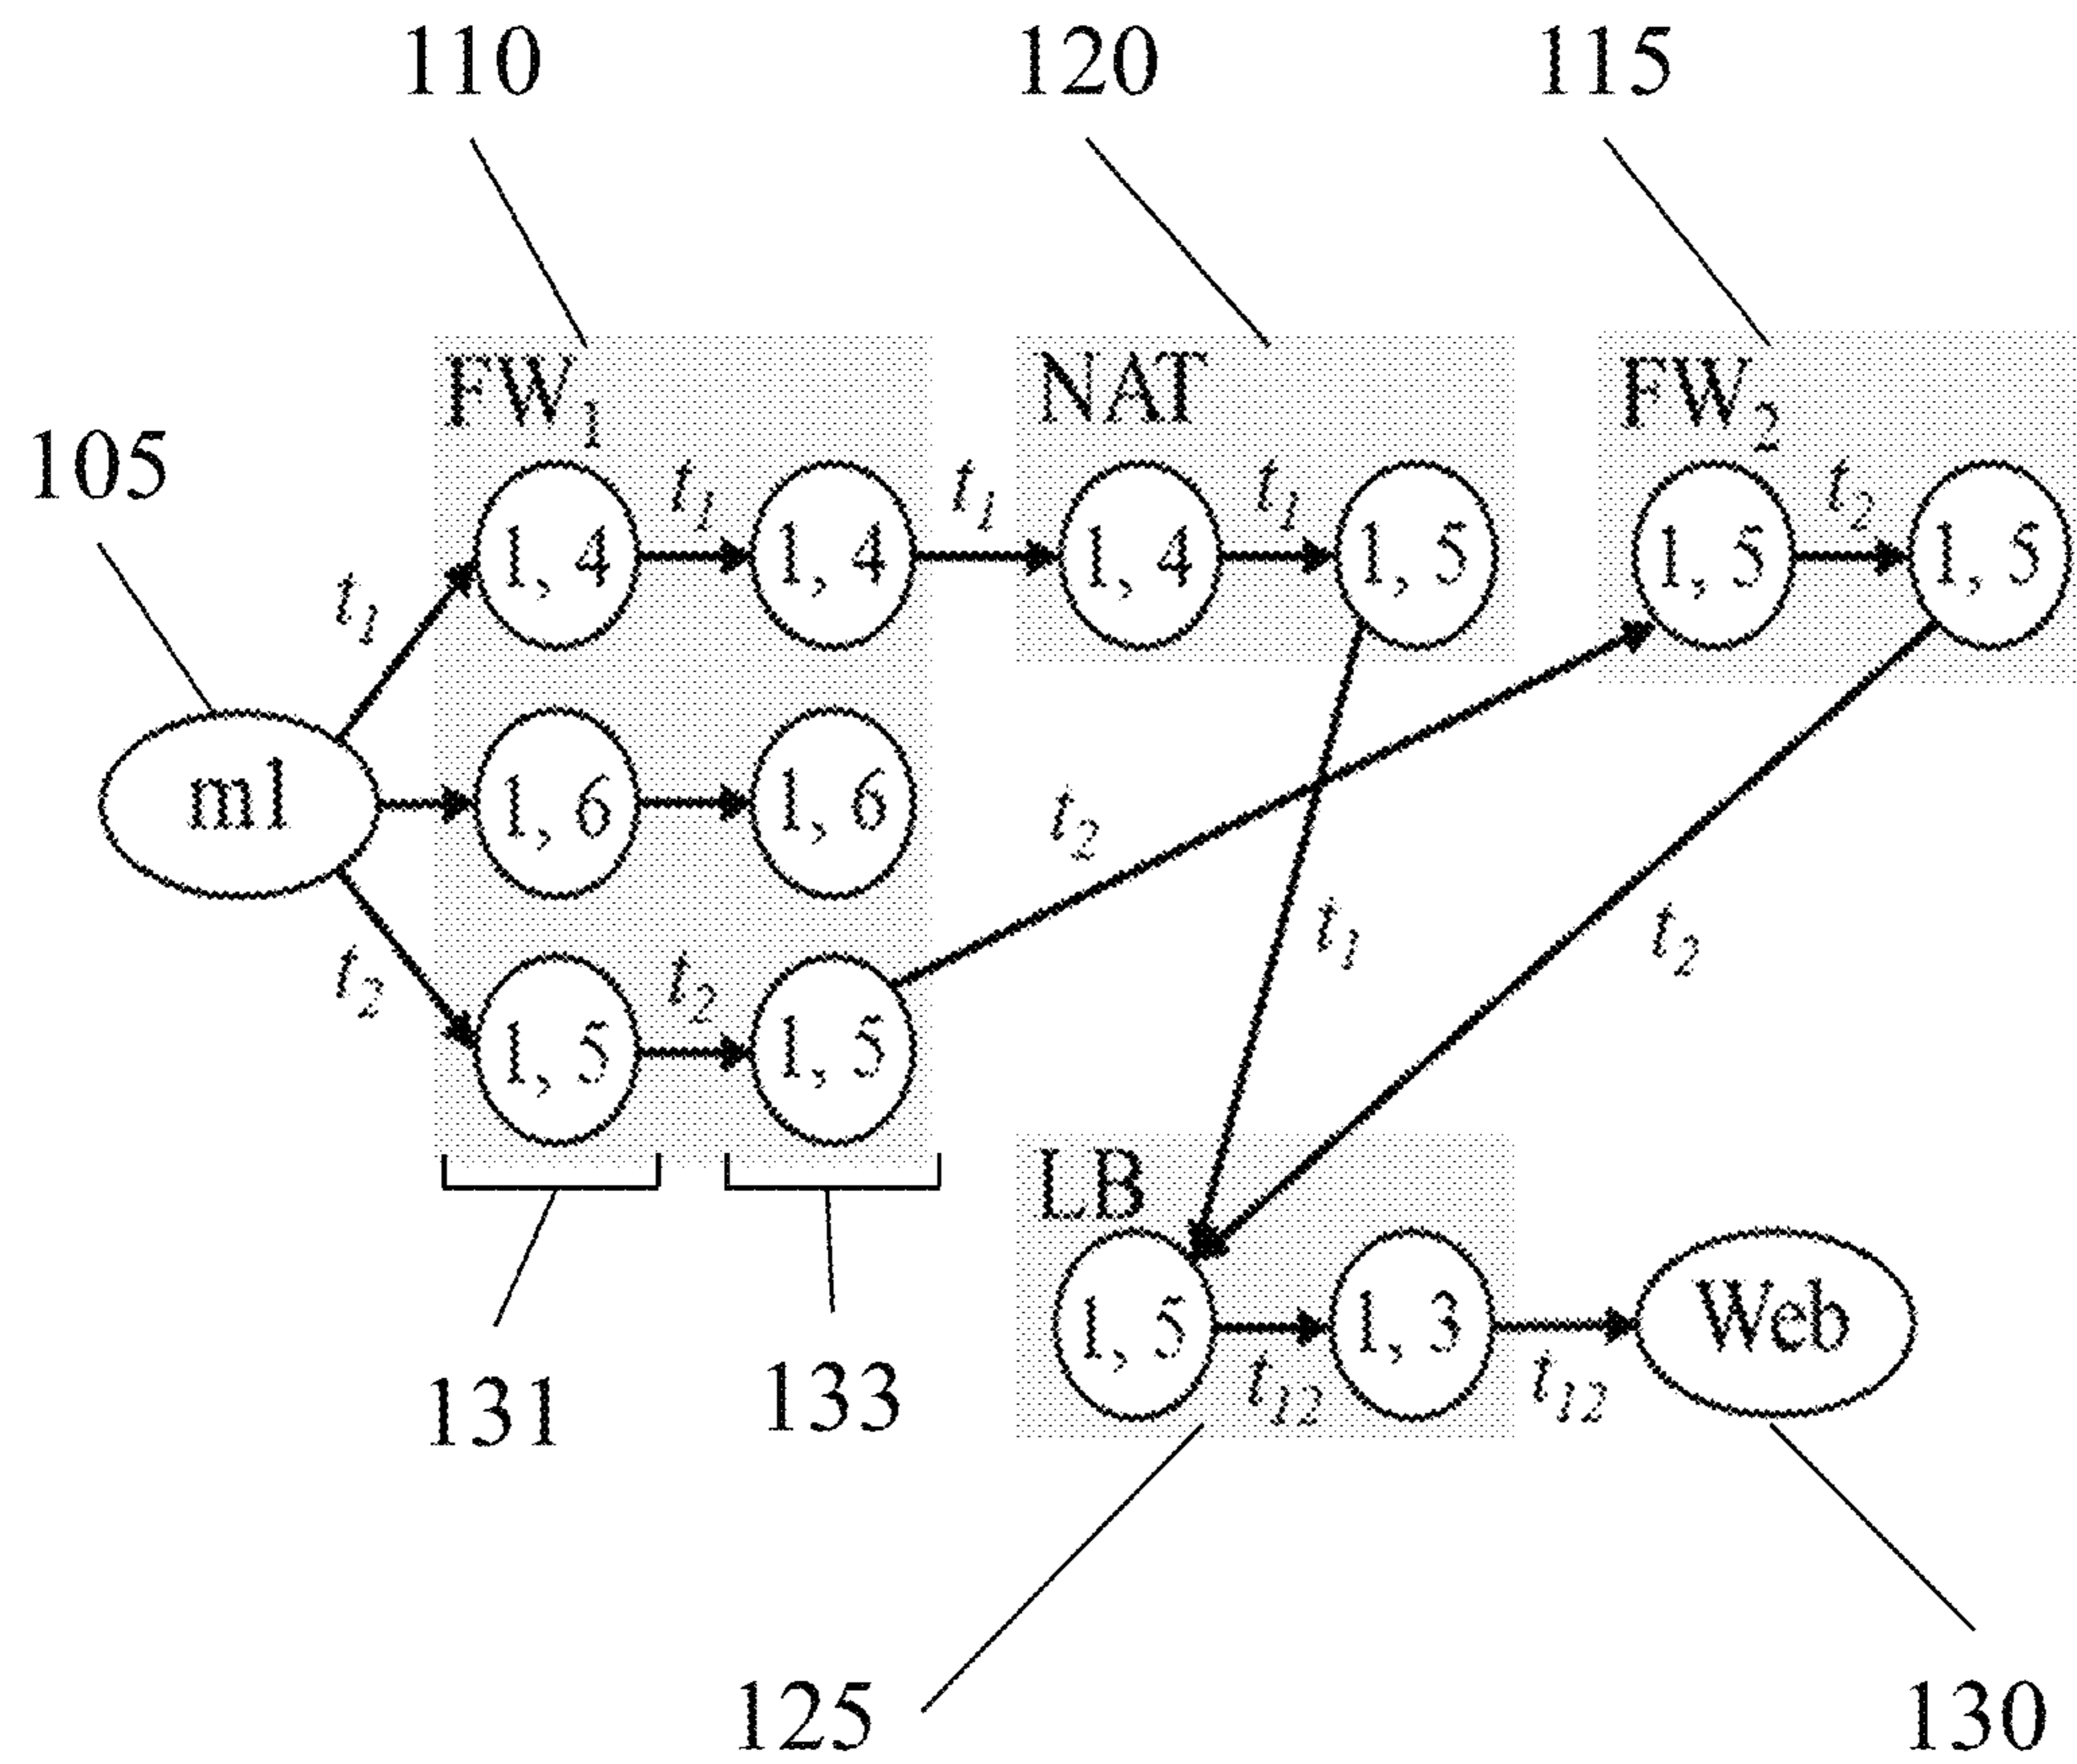 110 120 115
FW1 NAT FW2
105
t1 t1 t1 t2
1, 4 1, 4 1, 4 1, 5 1, 5 1, 5
t1
m1 1, 6 1, 6
t2
t1 t2
t2 t2
1, 5 1, 5
LB
1, 5 1, 3 Web
t12 t12
131 133
125 130